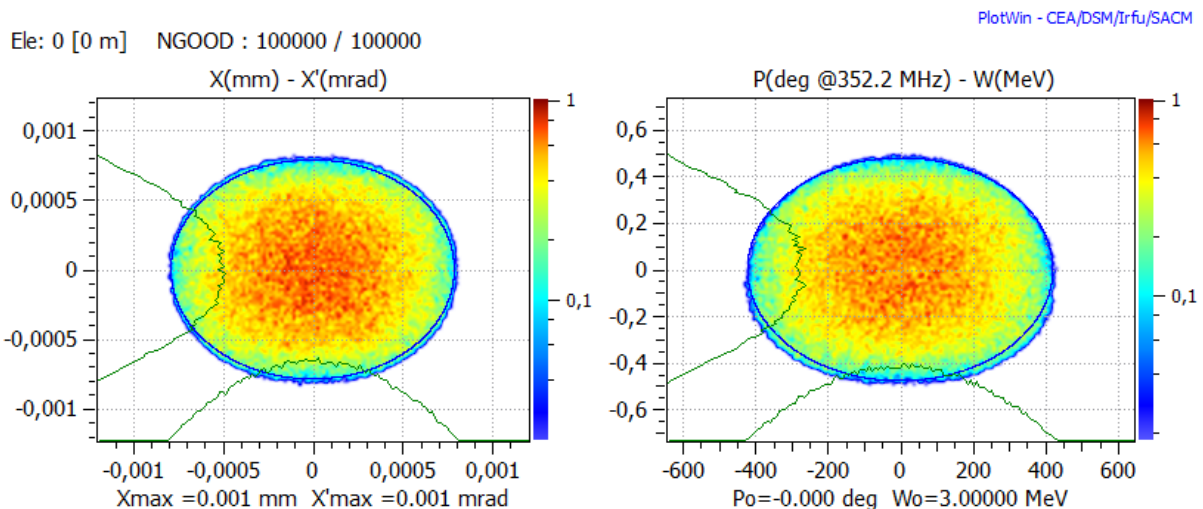 PlotWin - CEA/DSM/Irfu/SACM
Ele: 0 [0 m] NGOOD : 100000 / 100000
X(mm) - X'(mrad)
P(deg @352.2 MHz) - W(MeV)
0,001
0,0005
0
-0,0005
-0,001
1
0,1
0,6
0,4
0,2
0
-0,2
-0,4
-0,6
1
0,1
-0,001 -0,0005 0 0,0005 0,001
-600 -400 -200 0 200 400 600
Xmax =0.001 mm X'max =0.001 mrad
Po=-0.000 deg Wo=3.00000 MeV